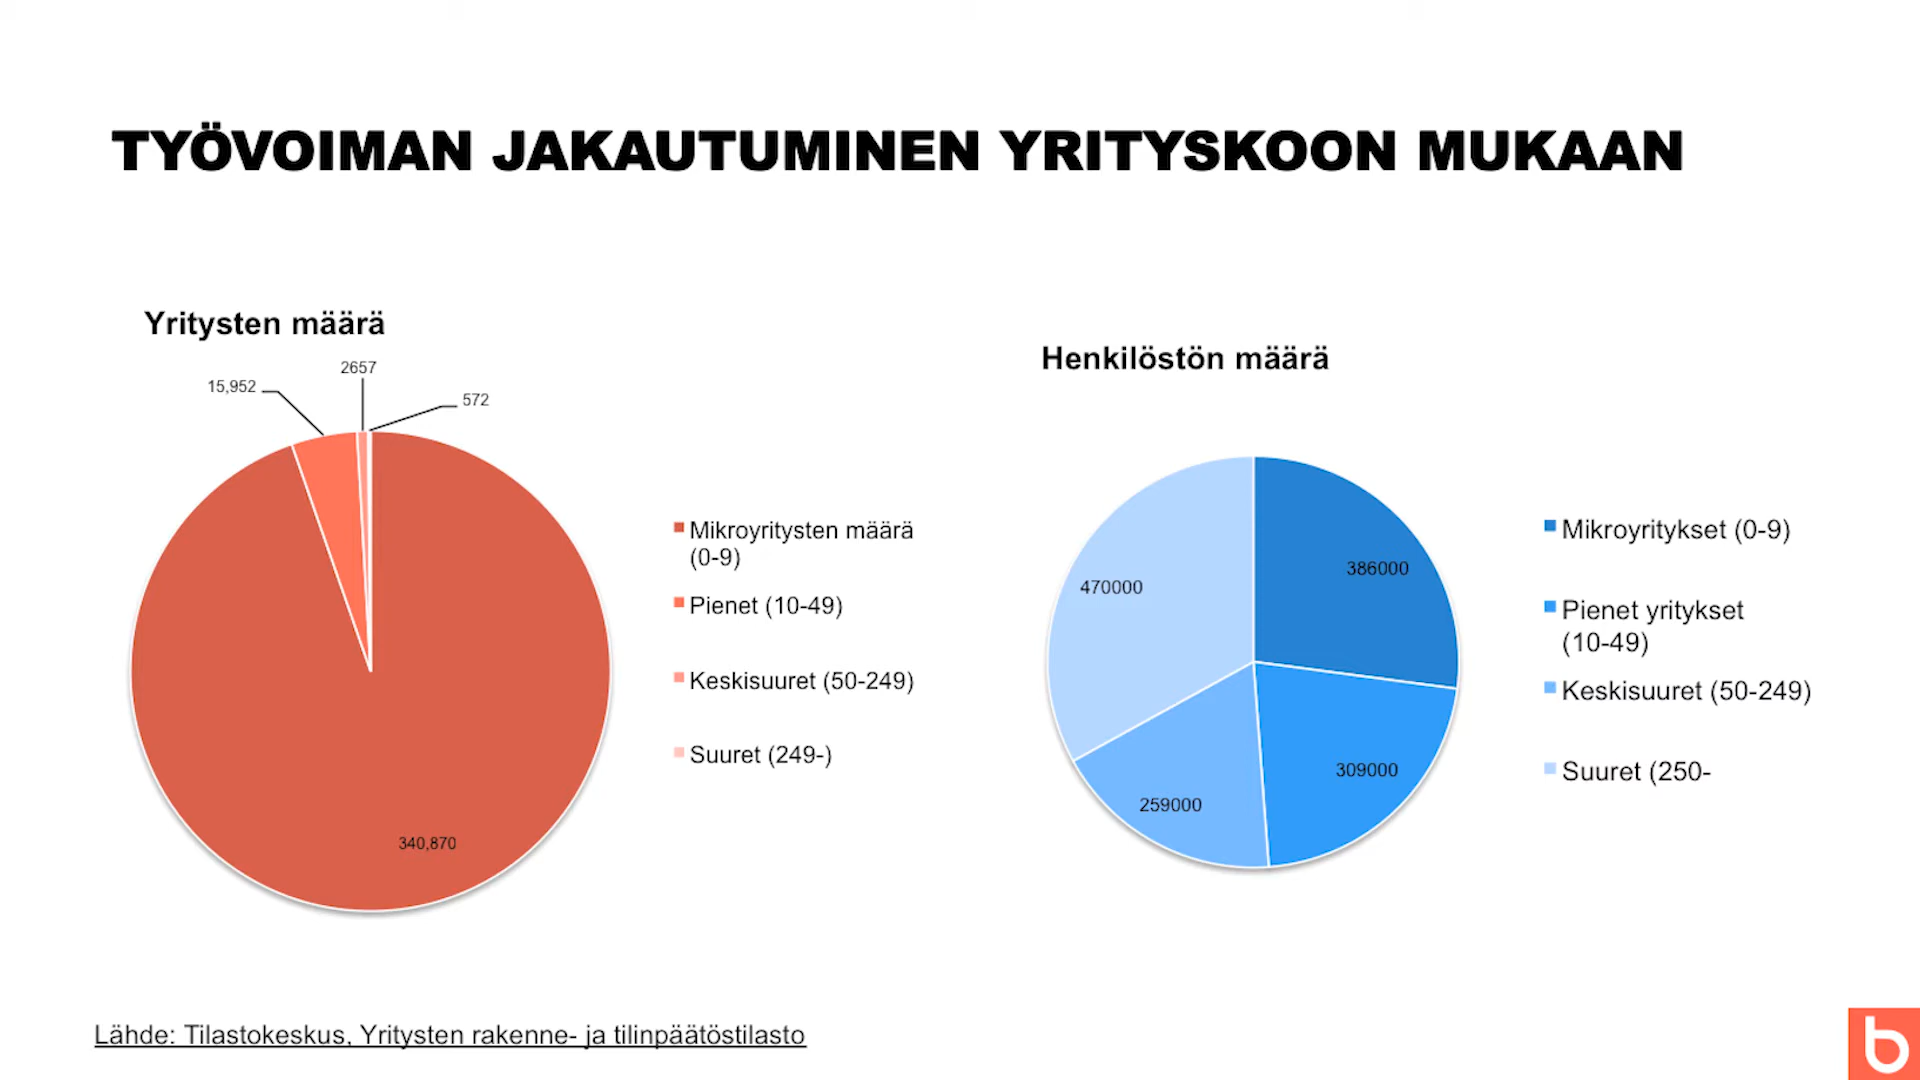 TYÖVOIMAN JAKAUTUMINEN YRITYSKOON MUKAAN
Yritysten määrä
2657
15,952
572
340,870
Mikroyritysten määrä
(0-9)
Pienet (10-49)
Keskisuuret (50-249)
Suuret (249-)
Henkilöstön määrä
386000
470000
309000
259000
Mikroyritykset (0-9)
Pienet yritykset
(10-49)
Keskisuuret (50-249)
Suuret (250-
Lähde: Tilastokeskus, Yritysten rakenne- ja tilinpäätöstilasto
b